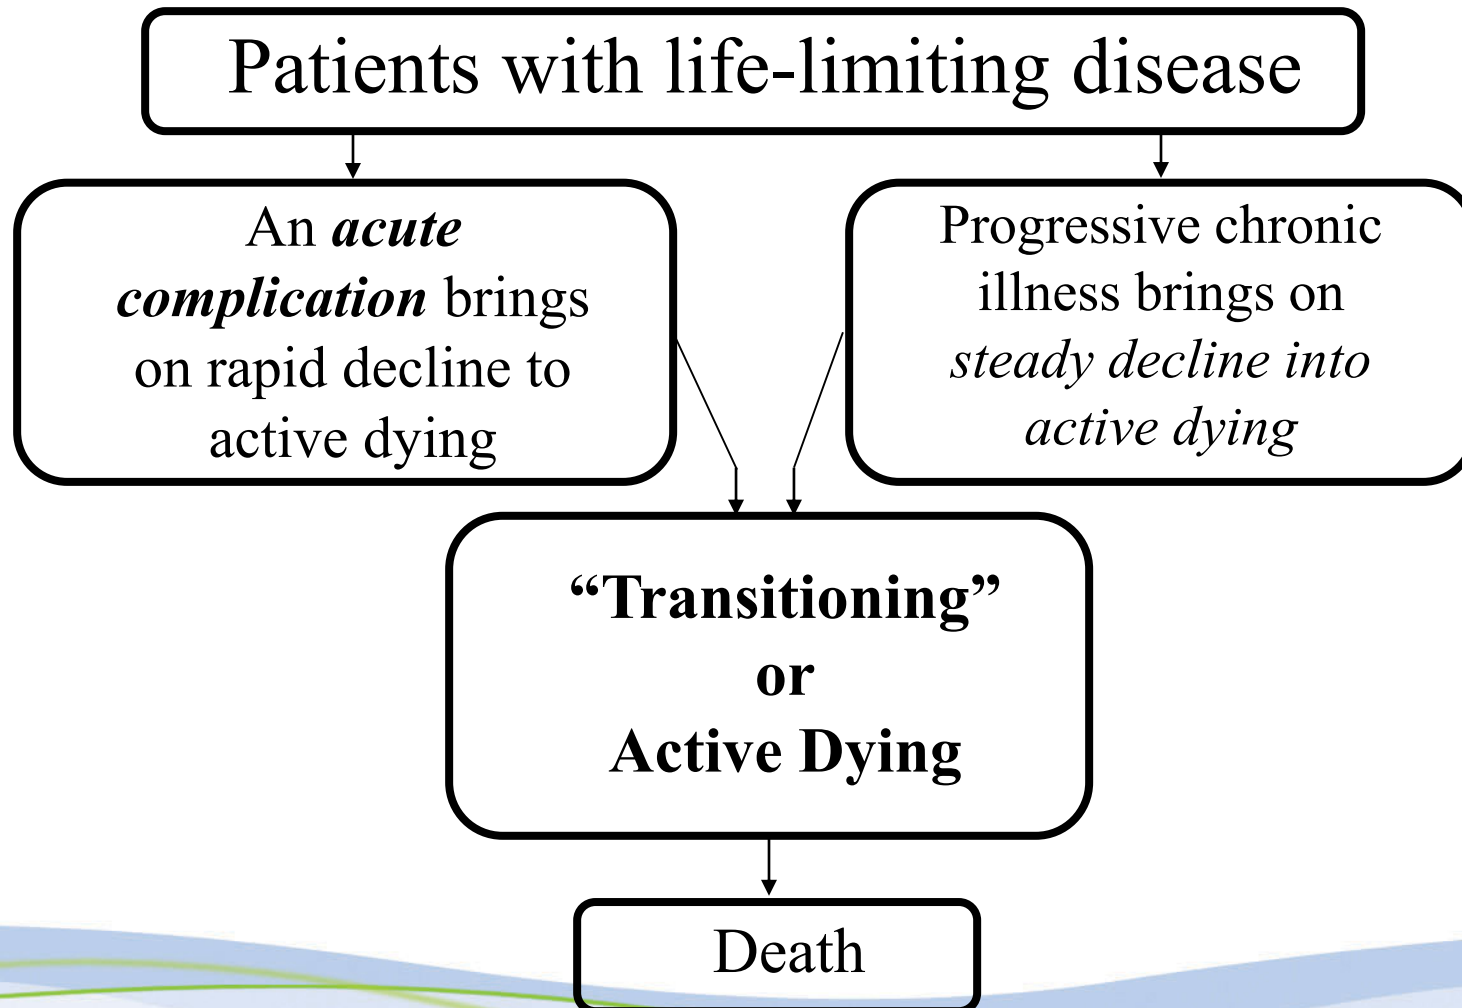 Patients with life-limiting disease
An acute
complication brings
on rapid decline to
active dying
Progressive chronic
illness brings on
steady decline into
active dying
“Transitioning”
or
Active Dying
Death